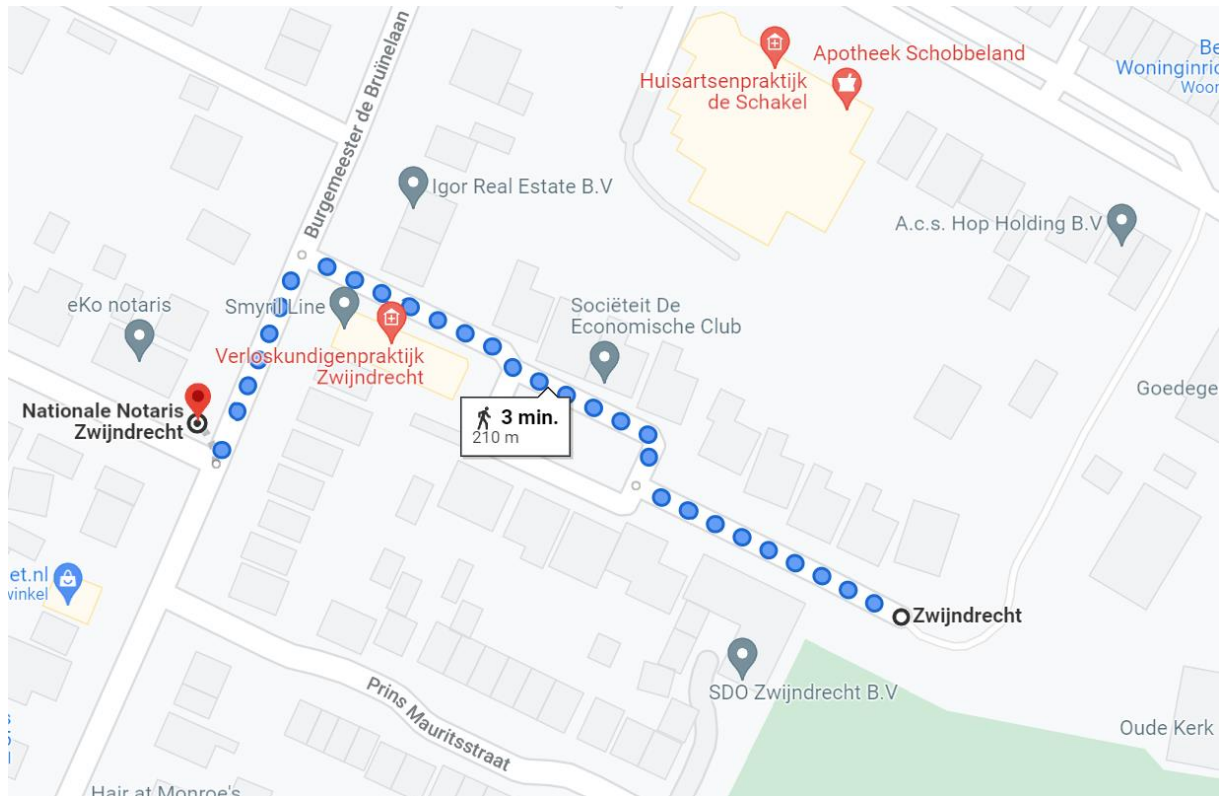 Burgemeester de Bruïnelaan
Huisartsenpraktijk
de Schakel
Apotheek Schobbeland
Be
Woninginric
Woor
Igor Real Estate B.V
A.c.s. Hop Holding B.V
eKo notaris
Smyril Line
Verloskundigenpraktijk
Zwijndrecht
Sociëteit De
Economische Club
Goedege
Nationale Notaris
Zwijndrecht
3 min.
210 m
et.nl
winkel
Zwijndrecht
SDO Zwijndrecht B.V
Prins Mauritsstraat
Oude Kerk
Hair at Monroe's